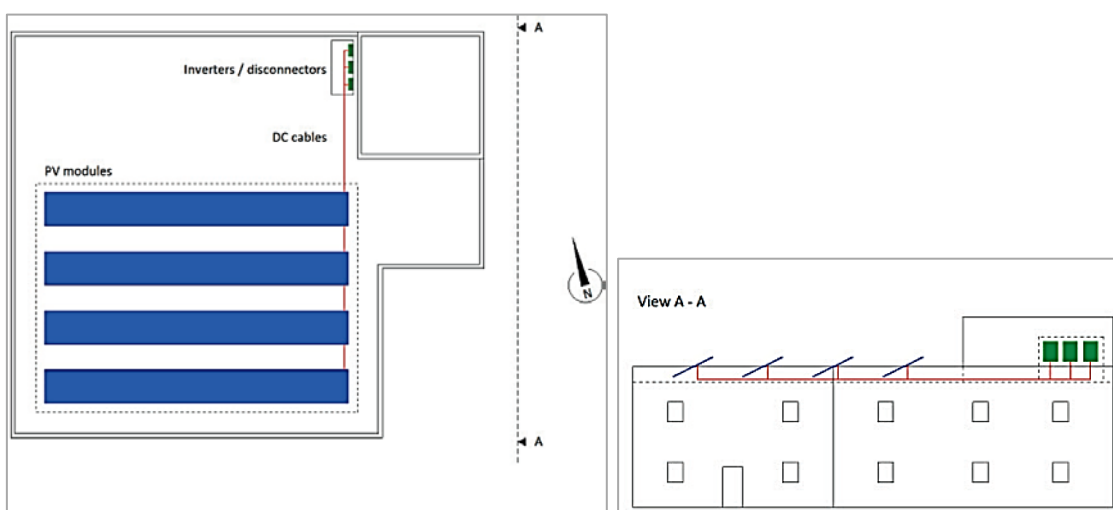 A
Inverters / disconnectors
DC cables
PV modules
N
A
View A - A